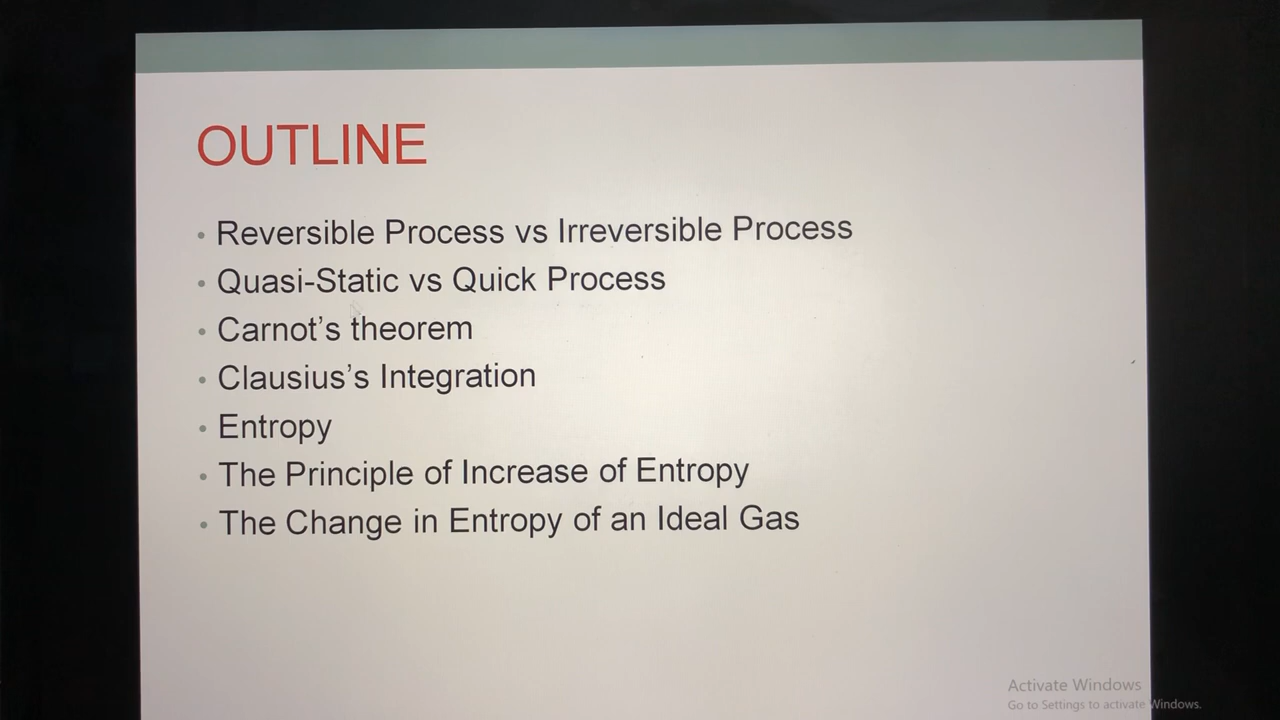 OUTLINE
• Reversible Process vs Irreversible Process
• Quasi-Static vs Quick Process
• Carnot’s theorem
• Clausius’s Integration
• Entropy
• The Principle of Increase of Entropy
• The Change in Entropy of an Ideal Gas
Activate Windows
Go to Settings to activate Windows.